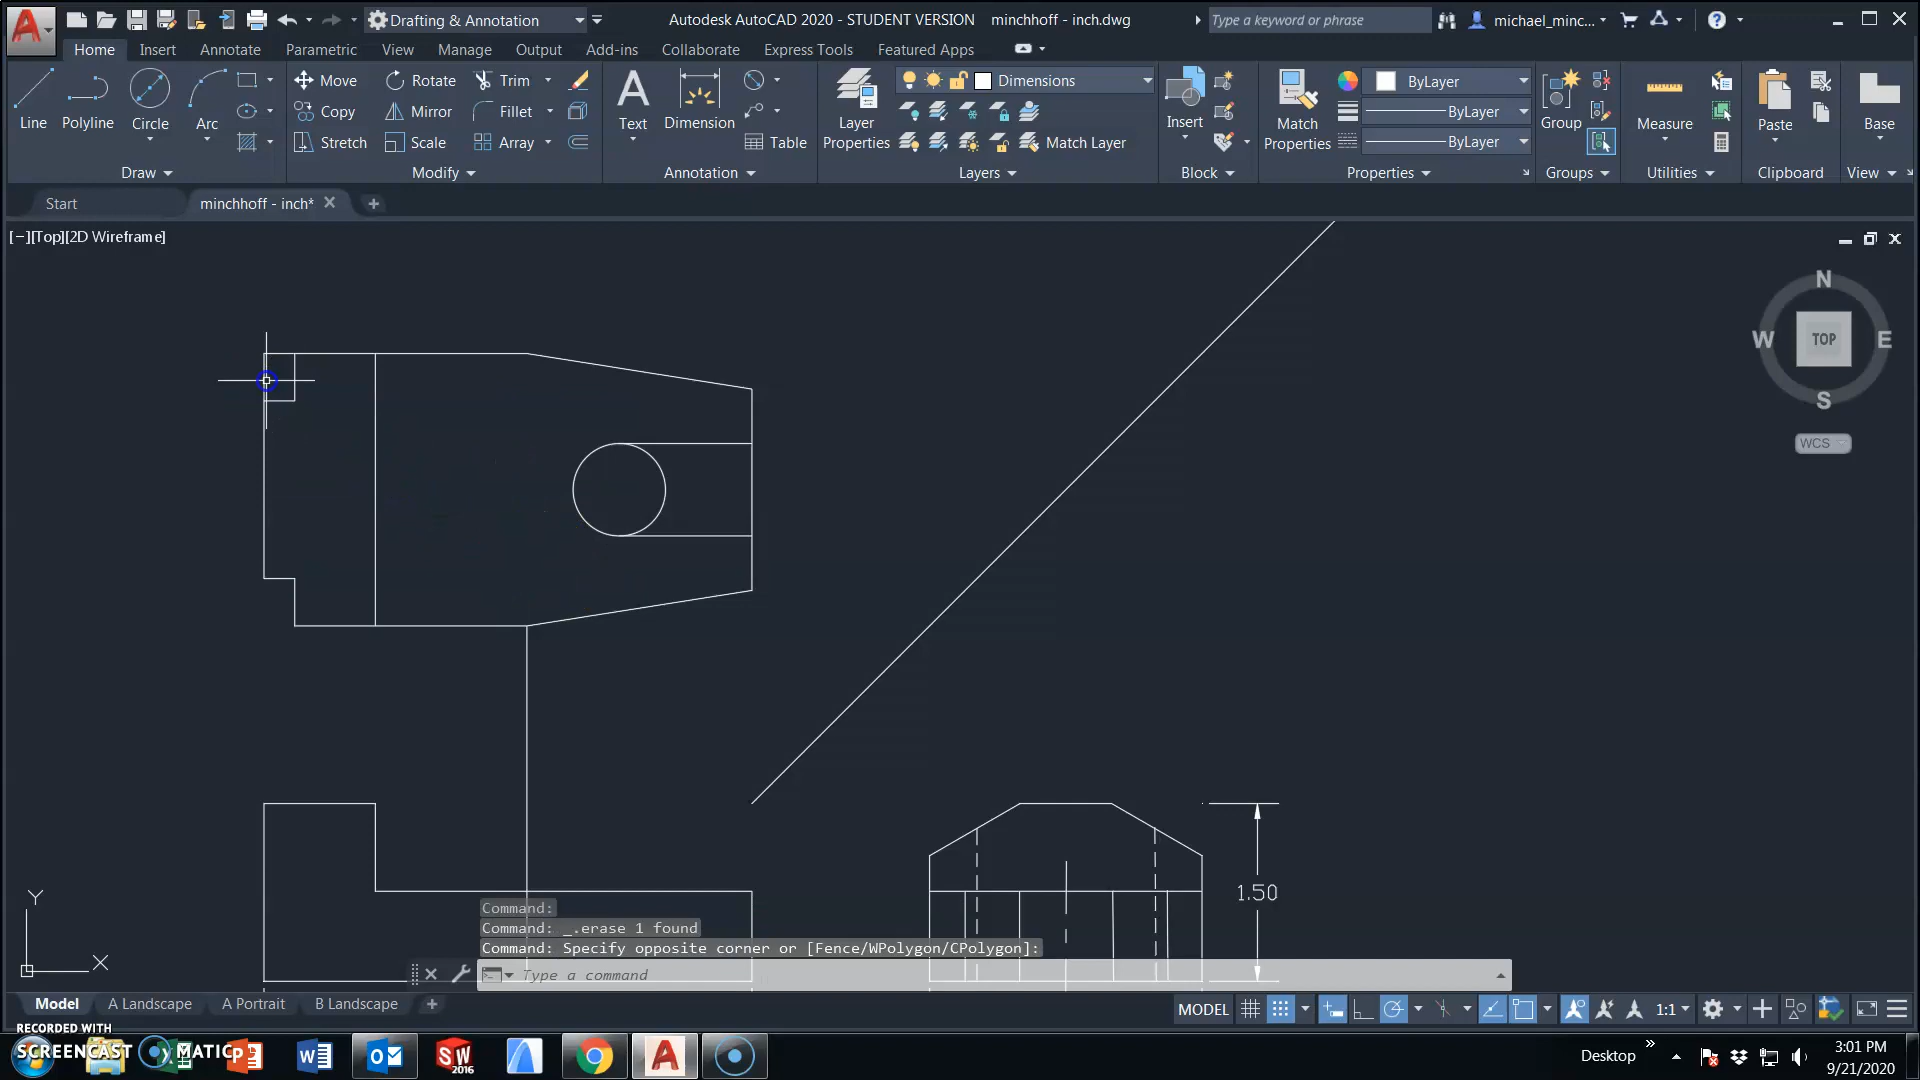 Drafting & Annotation
Autodesk AutoCAD 2020 - STUDENT VERSION minchhoff - inch.dwg
Type a keyword or phrase
michael_minc...
Home Insert Annotate Parametric View Manage Output Add-ins Collaborate Express Tools Featured Apps
Line Polyline Circle Arc
Move Rotate Trim
Copy Mirror Fillet
Stretch Scale Array
Text Dimension Table
Layer Properties
Dimensions
Match Layer
Insert
Match Properties
ByLayer
ByLayer
ByLayer
Group
Measure
Paste
Base
Draw Modify Annotation Layers Block Properties Groups Utilities Clipboard View
Start minchhoff - inch*
[−][Top][2D Wireframe]
N
W TOP E
S
WCS
1.50
Y
X
Command:
Command: _.erase 1 found
Command: Specify opposite corner or [Fence/WPolygon/CPolygon]:
Type a command
Model A Landscape A Portrait B Landscape
MODEL 1:1
RECORDED WITH
SCREENCAST MATIC
SW 2016
Desktop
3:01 PM
9/21/2020